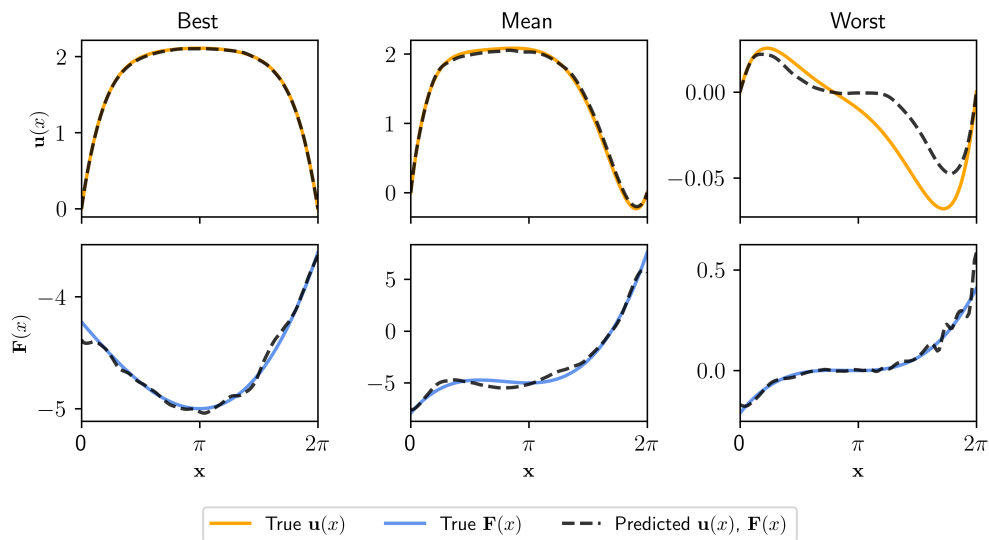 Best Mean Worst
u(x)
2
1
0
2
1
0
0.00
−0.05
F(x)
−4
−5
5
0
−5
0.5
0.0
0 π 2π
0 π 2π
0 π 2π
x x x
True u(x) True F(x) Predicted u(x), F(x)